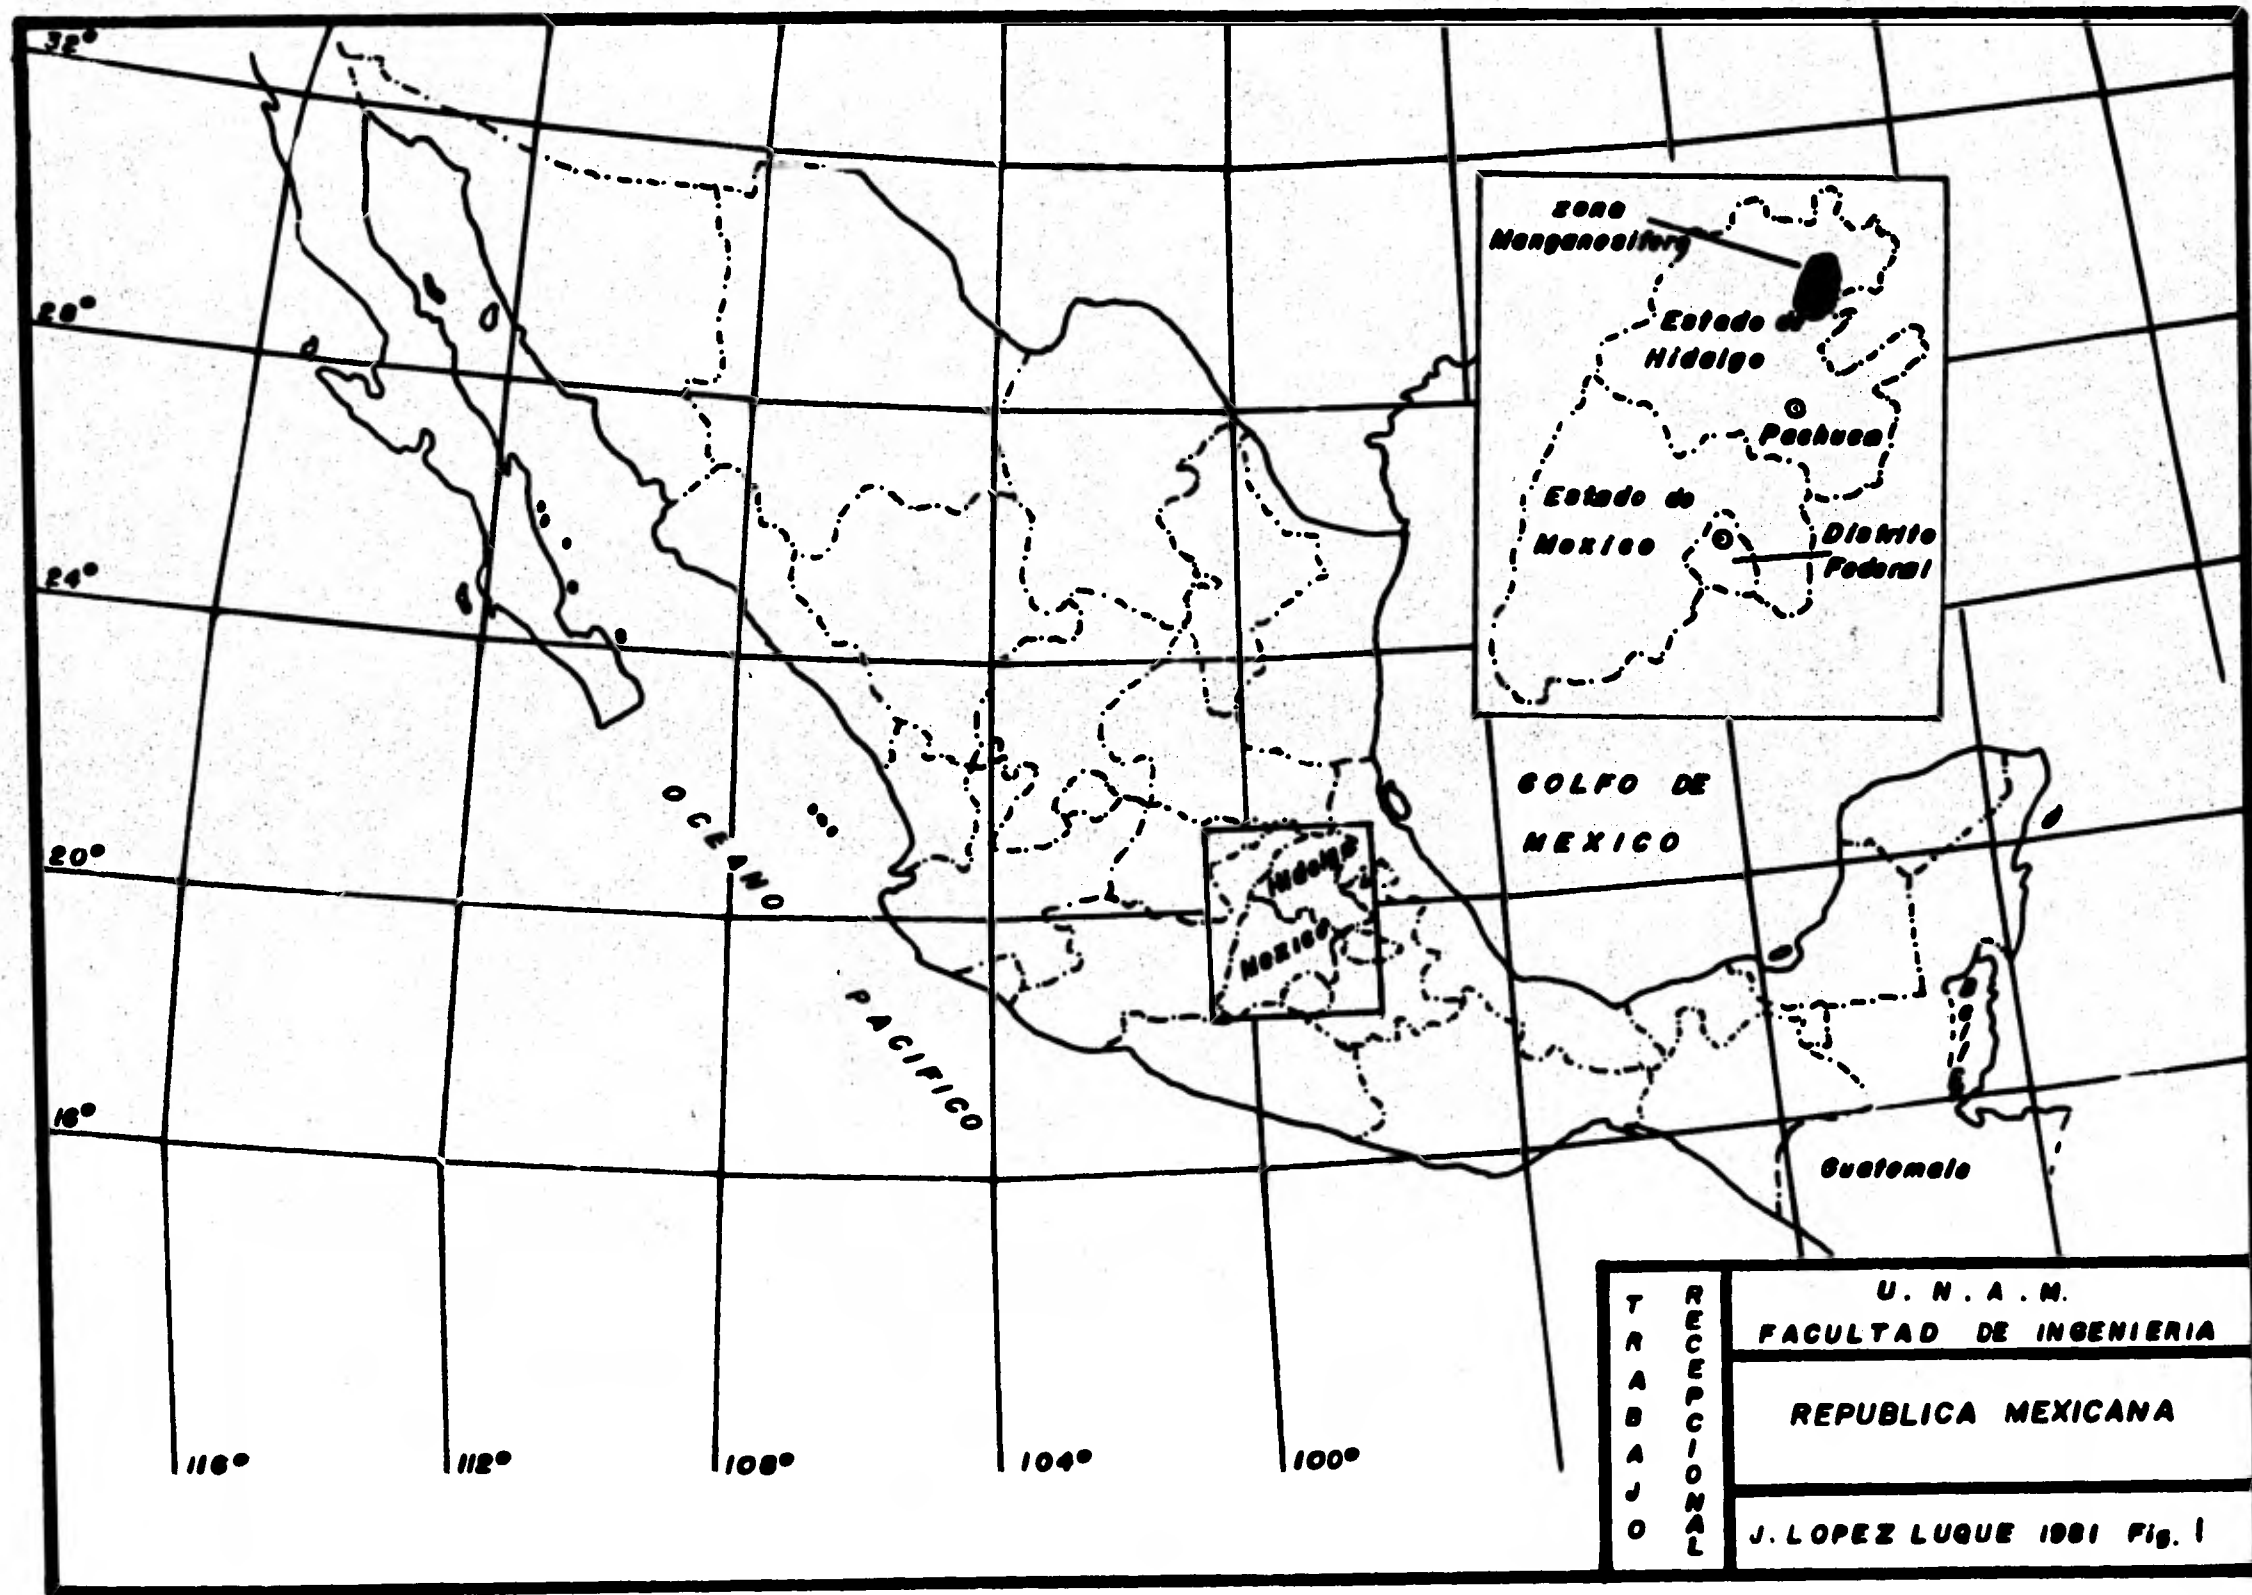 32°
28°
24°
20°
16°
116°
112°
108°
104°
100°
zona
Manganesifera
Estado de
Hidalgo
Pachuca
Estado de
Mexico
Distrito
Federal
GOLFO DE
MEXICO
OCEANO
PACIFICO
Hidalgo
Mexico
Belice
Guatemala
TRABAJO
RECEPCIONAL
U. N. A. M.
FACULTAD DE INGENIERIA
REPUBLICA MEXICANA
J. LOPEZ LUQUE 1981 Fig. 1